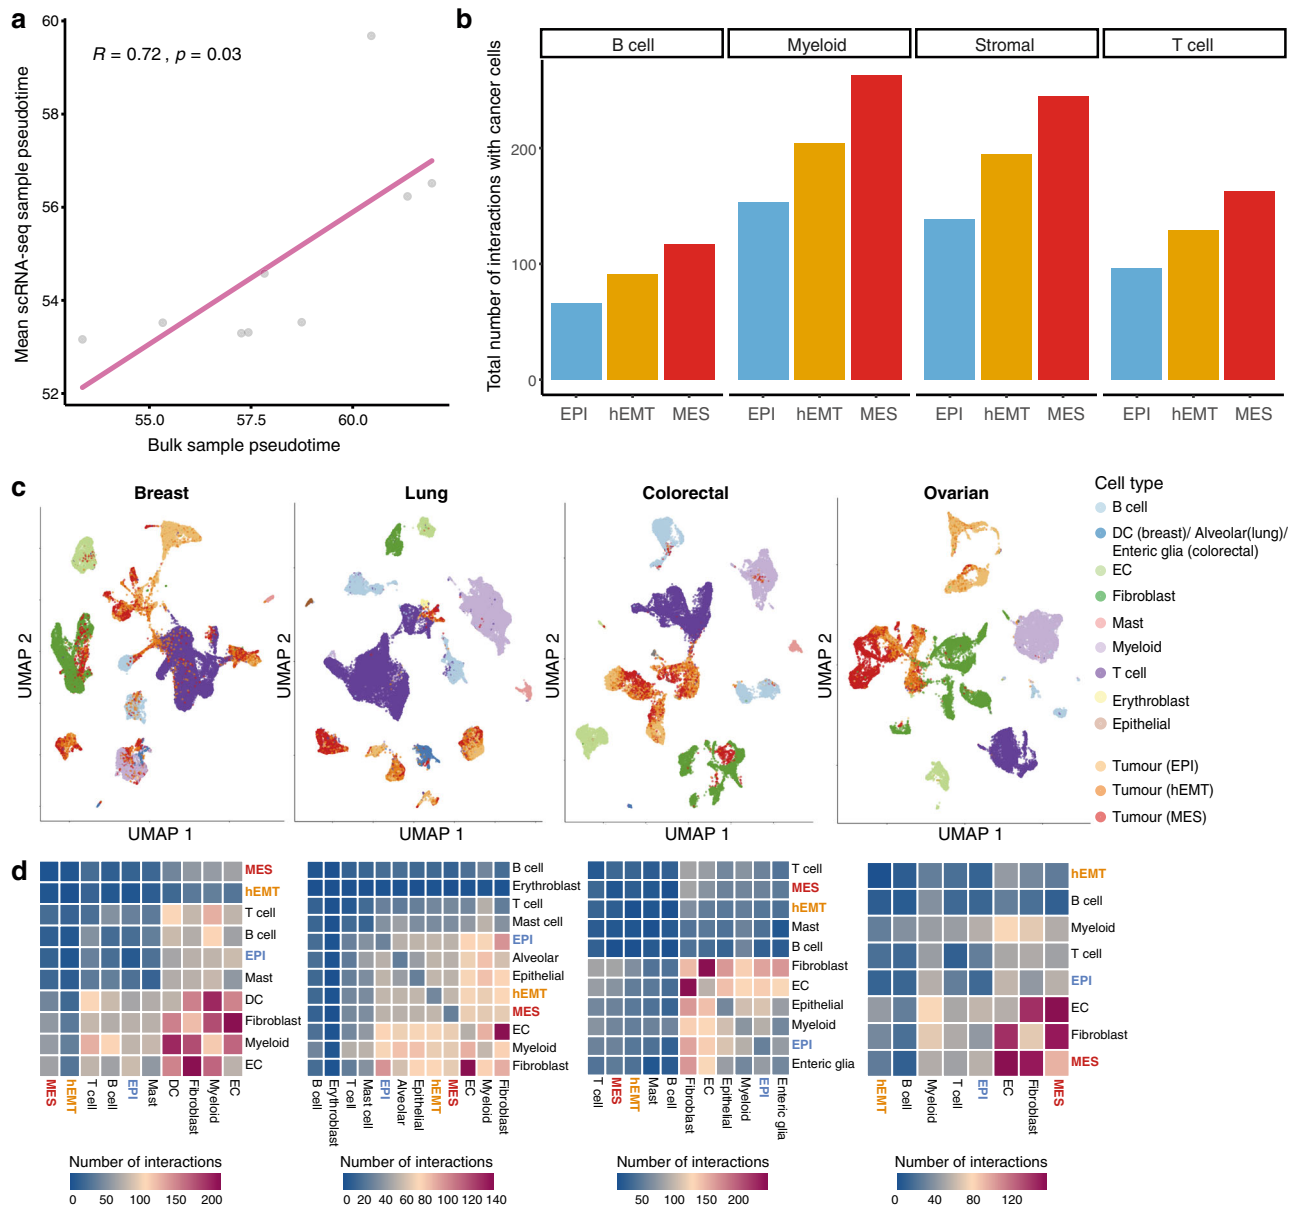 a
R = 0.72 , p = 0.03
Mean scRNA-seq sample pseudotime
60
58
56
54
52
55.0
57.5
60.0
Bulk sample pseudotime
b
Total number of interactions with cancer cells
B cell
Myeloid
Stromal
T cell
200
100
0
EPI
hEMT
MES
EPI
hEMT
MES
EPI
hEMT
MES
EPI
hEMT
MES
c
Breast
Lung
Colorectal
Ovarian
UMAP 2
UMAP 2
UMAP 2
UMAP 2
UMAP 1
UMAP 1
UMAP 1
UMAP 1
Cell type
B cell
DC (breast)/ Alveolar(lung)/
Enteric glia (colorectal)
EC
Fibroblast
Mast
Myeloid
T cell
Erythroblast
Epithelial
Tumour (EPI)
Tumour (hEMT)
Tumour (MES)
d
MES
hEMT
T cell
B cell
EPI
Mast
DC
Fibroblast
Myeloid
EC
MES
hEMT
T cell
B cell
EPI
Mast
DC
Fibroblast
Myeloid
EC
Number of interactions
0 50 100 150 200
B cell
Erythroblast
T cell
Mast cell
EPI
Alveolar
Epithelial
hEMT
MES
EC
Myeloid
Fibroblast
B cell
Erythroblast
T cell
Mast cell
EPI
Alveolar
Epithelial
hEMT
MES
EC
Myeloid
Fibroblast
Number of interactions
0 20 40 60 80 100 120 140
T cell
MES
hEMT
Mast
B cell
Fibroblast
EC
Epithelial
Myeloid
EPI
Enteric glia
T cell
MES
hEMT
Mast
B cell
Fibroblast
EC
Epithelial
Myeloid
EPI
Enteric glia
Number of interactions
50 100 150 200
hEMT
B cell
Myeloid
T cell
EPI
EC
Fibroblast
MES
hEMT
B cell
Myeloid
T cell
EPI
EC
Fibroblast
MES
Number of interactions
0 40 80 120